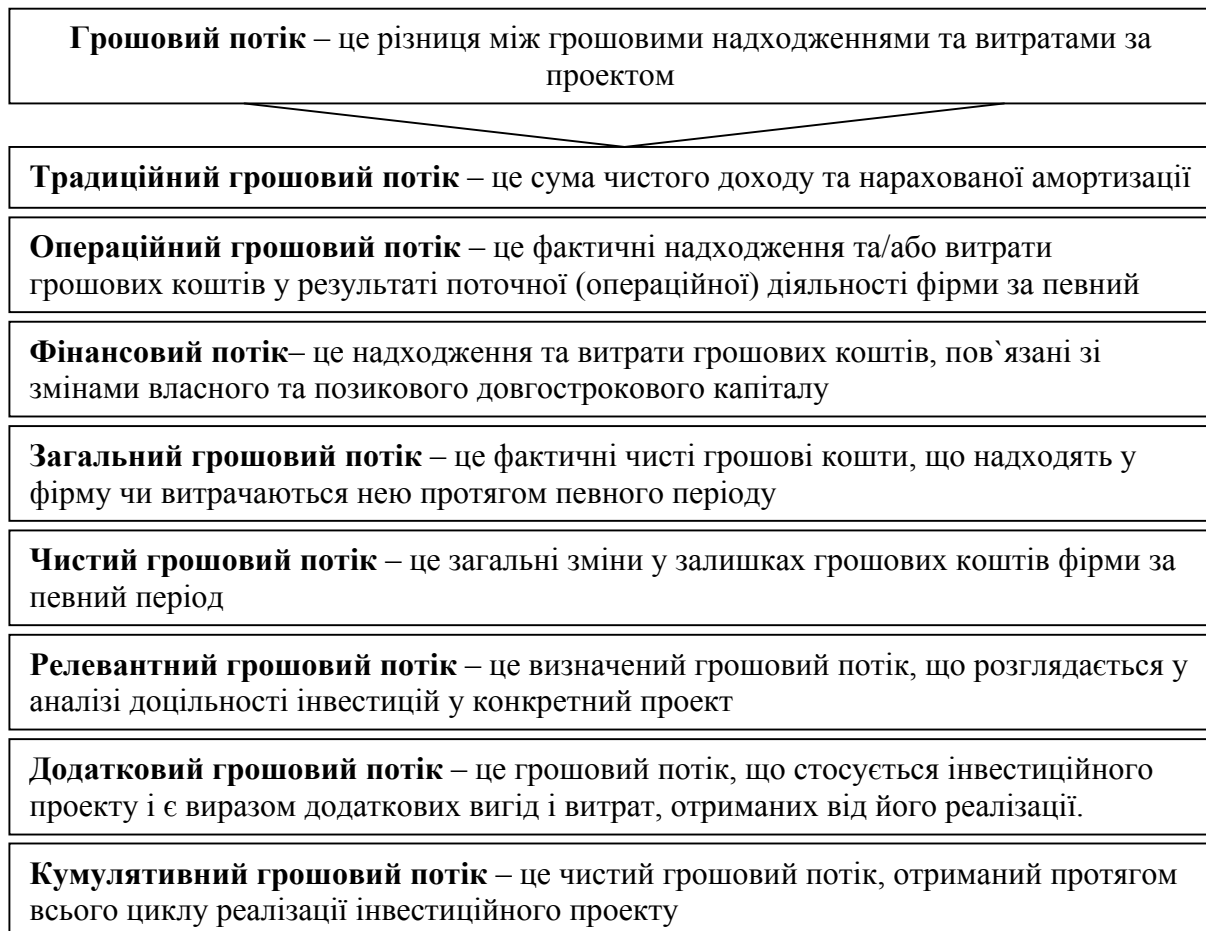 Грошовий потік – це різниця між грошовими надходженнями та витратами за
проектом
Традиційний грошовий потік – це сума чистого доходу та нарахованої амортизації
Операційний грошовий потік – це фактичні надходження та/або витрати
грошових коштів у результаті поточної (операційної) діяльності фірми за певний
Фінансовий потік– це надходження та витрати грошових коштів, пов`язані зі
змінами власного та позикового довгострокового капіталу
Загальний грошовий потік – це фактичні чисті грошові кошти, що надходять у
фірму чи витрачаються нею протягом певного періоду
Чистий грошовий потік – це загальні зміни у залишках грошових коштів фірми за
певний період
Релевантний грошовий потік – це визначений грошовий потік, що розглядається у
аналізі доцільності інвестицій у конкретний проект
Додатковий грошовий потік – це грошовий потік, що стосується інвестиційного
проекту і є виразом додаткових вигід і витрат, отриманих від його реалізації.
Кумулятивний грошовий потік – це чистий грошовий потік, отриманий протягом
всього циклу реалізації інвестиційного проекту